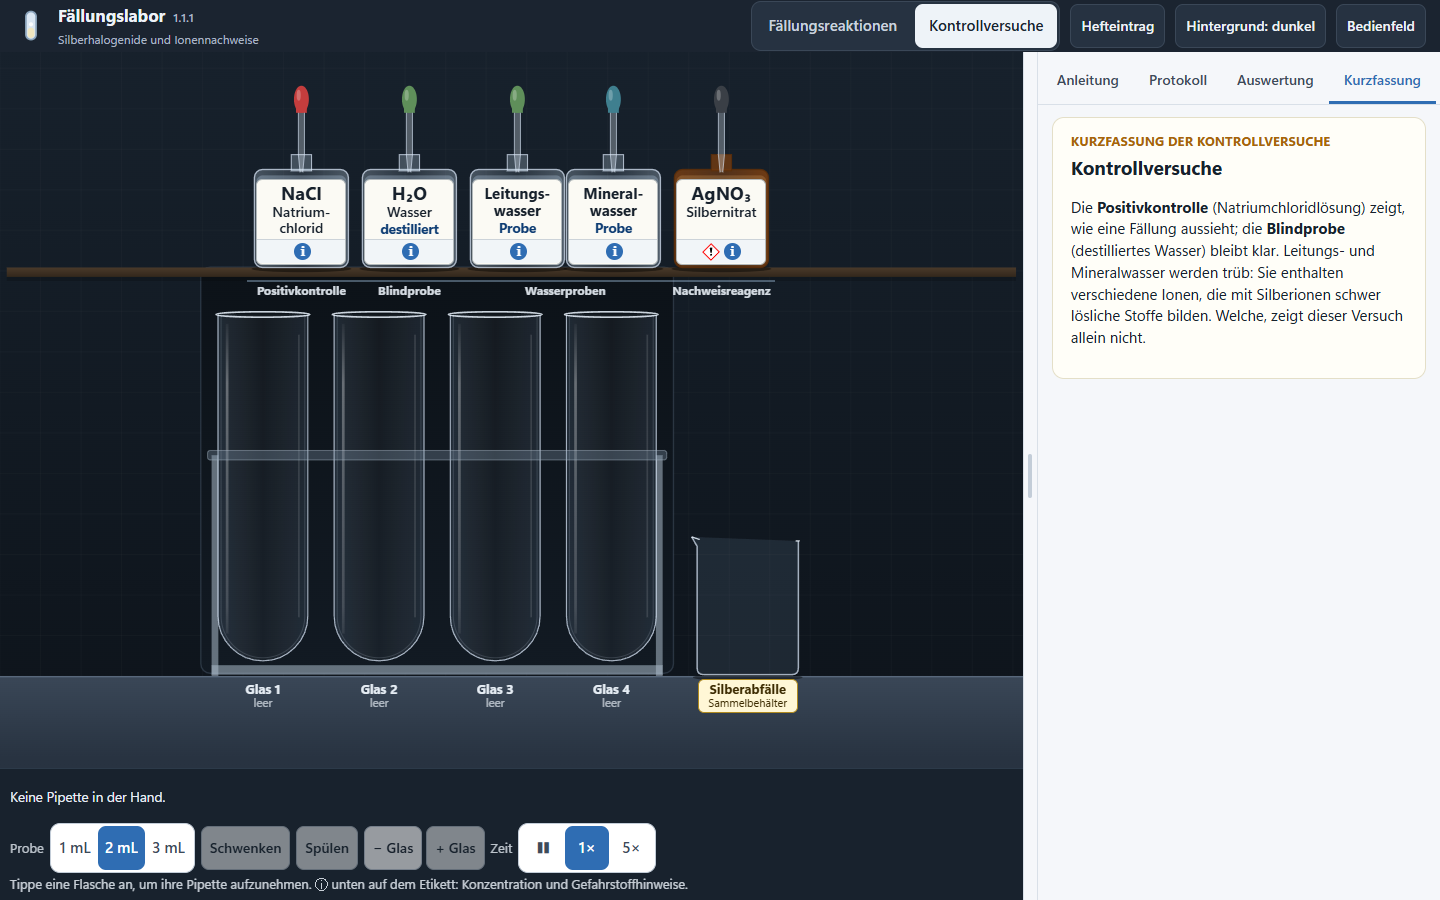 Fällungslabor 1.1.1
Silberhalogenide und Ionennachweise
Fällungsreaktionen
Kontrollversuche
Hefteintrag
Hintergrund: dunkel
Bedienfeld
NaCl
Natrium-
chlorid
H₂O
Wasser
destilliert
Leitungs-
wasser
Probe
Mineral-
wasser
Probe
AgNO₃
Silbernitrat
Positivkontrolle
Blindprobe
Wasserproben
Nachweisreagenz
Glas 1
leer
Glas 2
leer
Glas 3
leer
Glas 4
leer
Silberabfälle
Sammelbehälter
Keine Pipette in der Hand.
Probe 1 mL 2 mL 3 mL Schwenken Spülen − Glas + Glas Zeit 1× 5×
Tippe eine Flasche an, um ihre Pipette aufzunehmen. ⓘ unten auf dem Etikett: Konzentration und Gefahrstoffhinweise.
Anleitung Protokoll Auswertung Kurzfassung
KURZFASSUNG DER KONTROLLVERSUCHE
Kontrollversuche
Die Positivkontrolle (Natriumchloridlösung) zeigt,
wie eine Fällung aussieht; die Blindprobe
(destilliertes Wasser) bleibt klar. Leitungs- und
Mineralwasser werden trüb: Sie enthalten
verschiedene Ionen, die mit Silberionen schwer
lösliche Stoffe bilden. Welche, zeigt dieser Versuch
allein nicht.